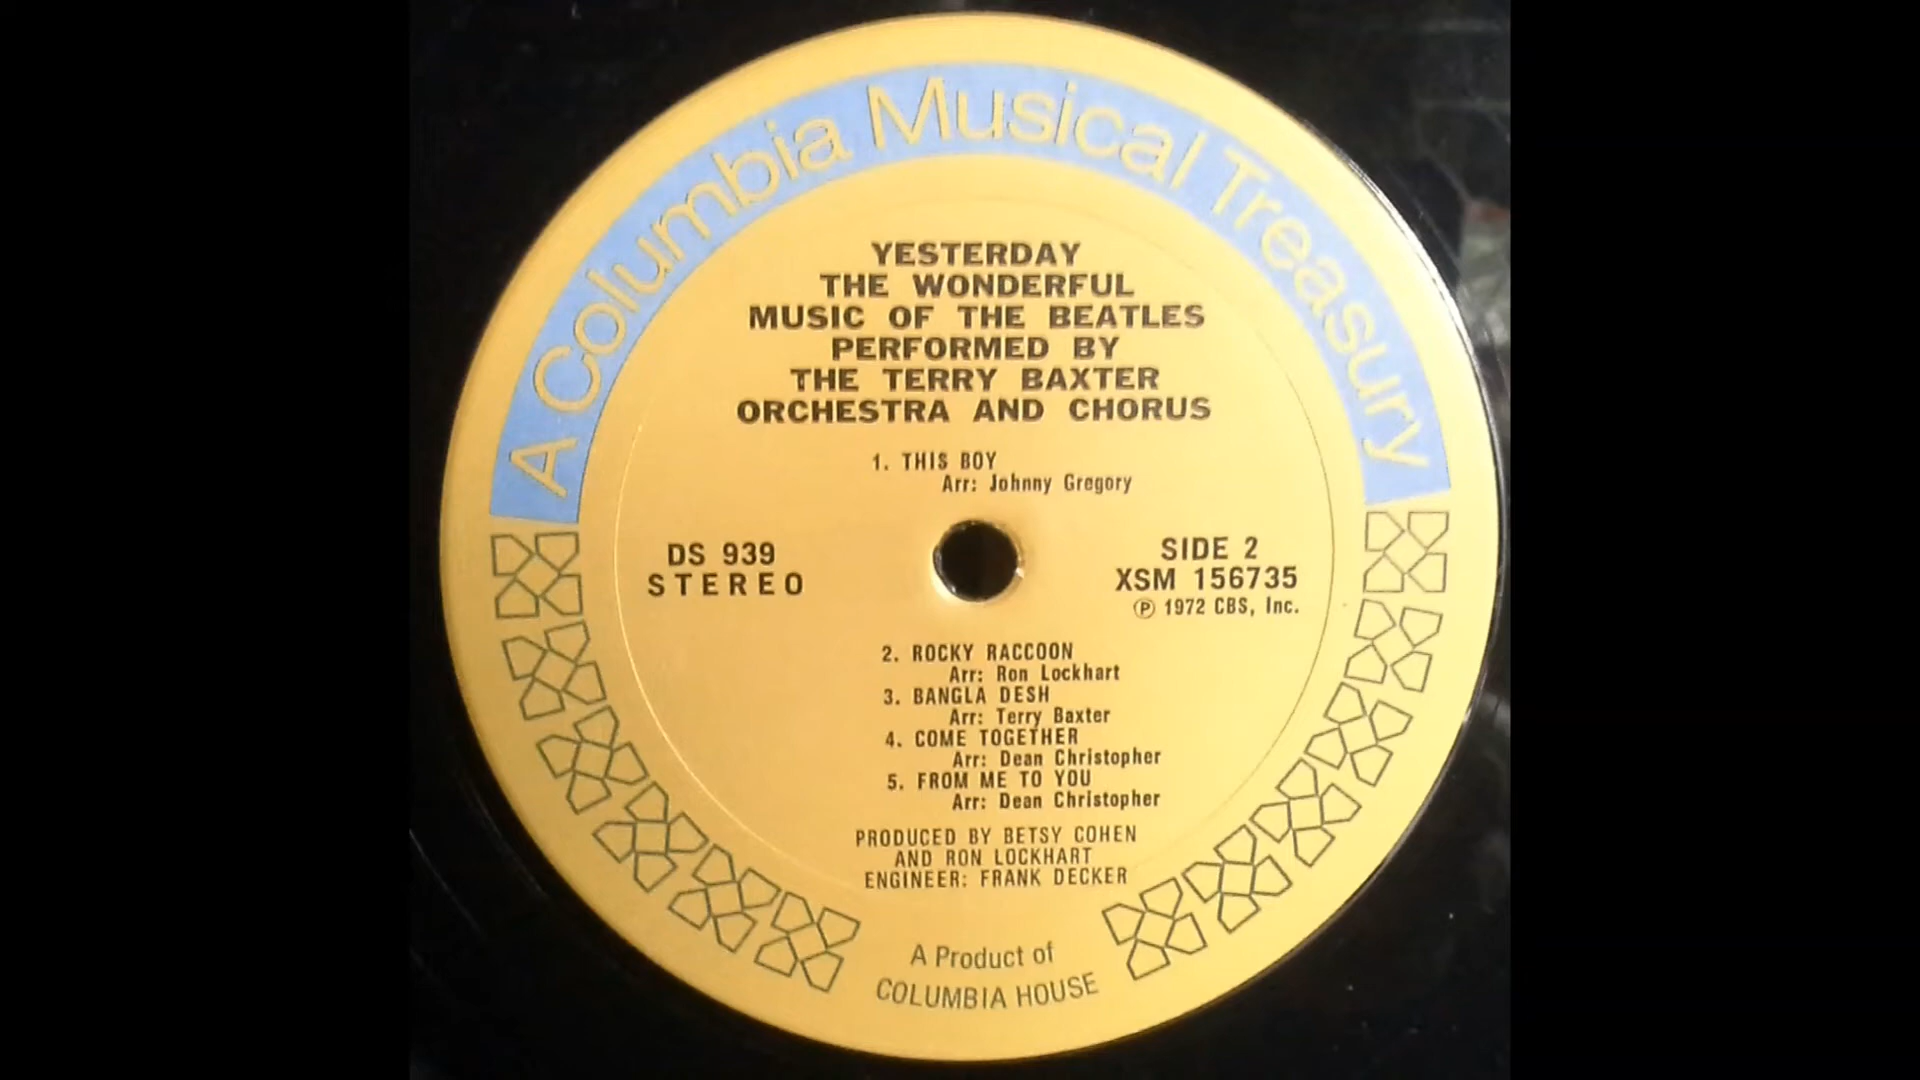 A Columbia Musical Treasury
YESTERDAY
THE WONDERFUL
MUSIC OF THE BEATLES
PERFORMED BY
THE TERRY BAXTER
ORCHESTRA AND CHORUS
1. THIS BOY
Arr: Johnny Gregory
DS 939
STEREO
SIDE 2
XSM 156735
Ⓟ 1972 CBS, Inc.
2. ROCKY RACCOON
Arr: Ron Lockhart
3. BANGLA DESH
Arr: Terry Baxter
4. COME TOGETHER
Arr: Dean Christopher
5. FROM ME TO YOU
Arr: Dean Christopher
PRODUCED BY BETSY COHEN
AND RON LOCKHART
ENGINEER: FRANK DECKER
A Product of
COLUMBIA HOUSE